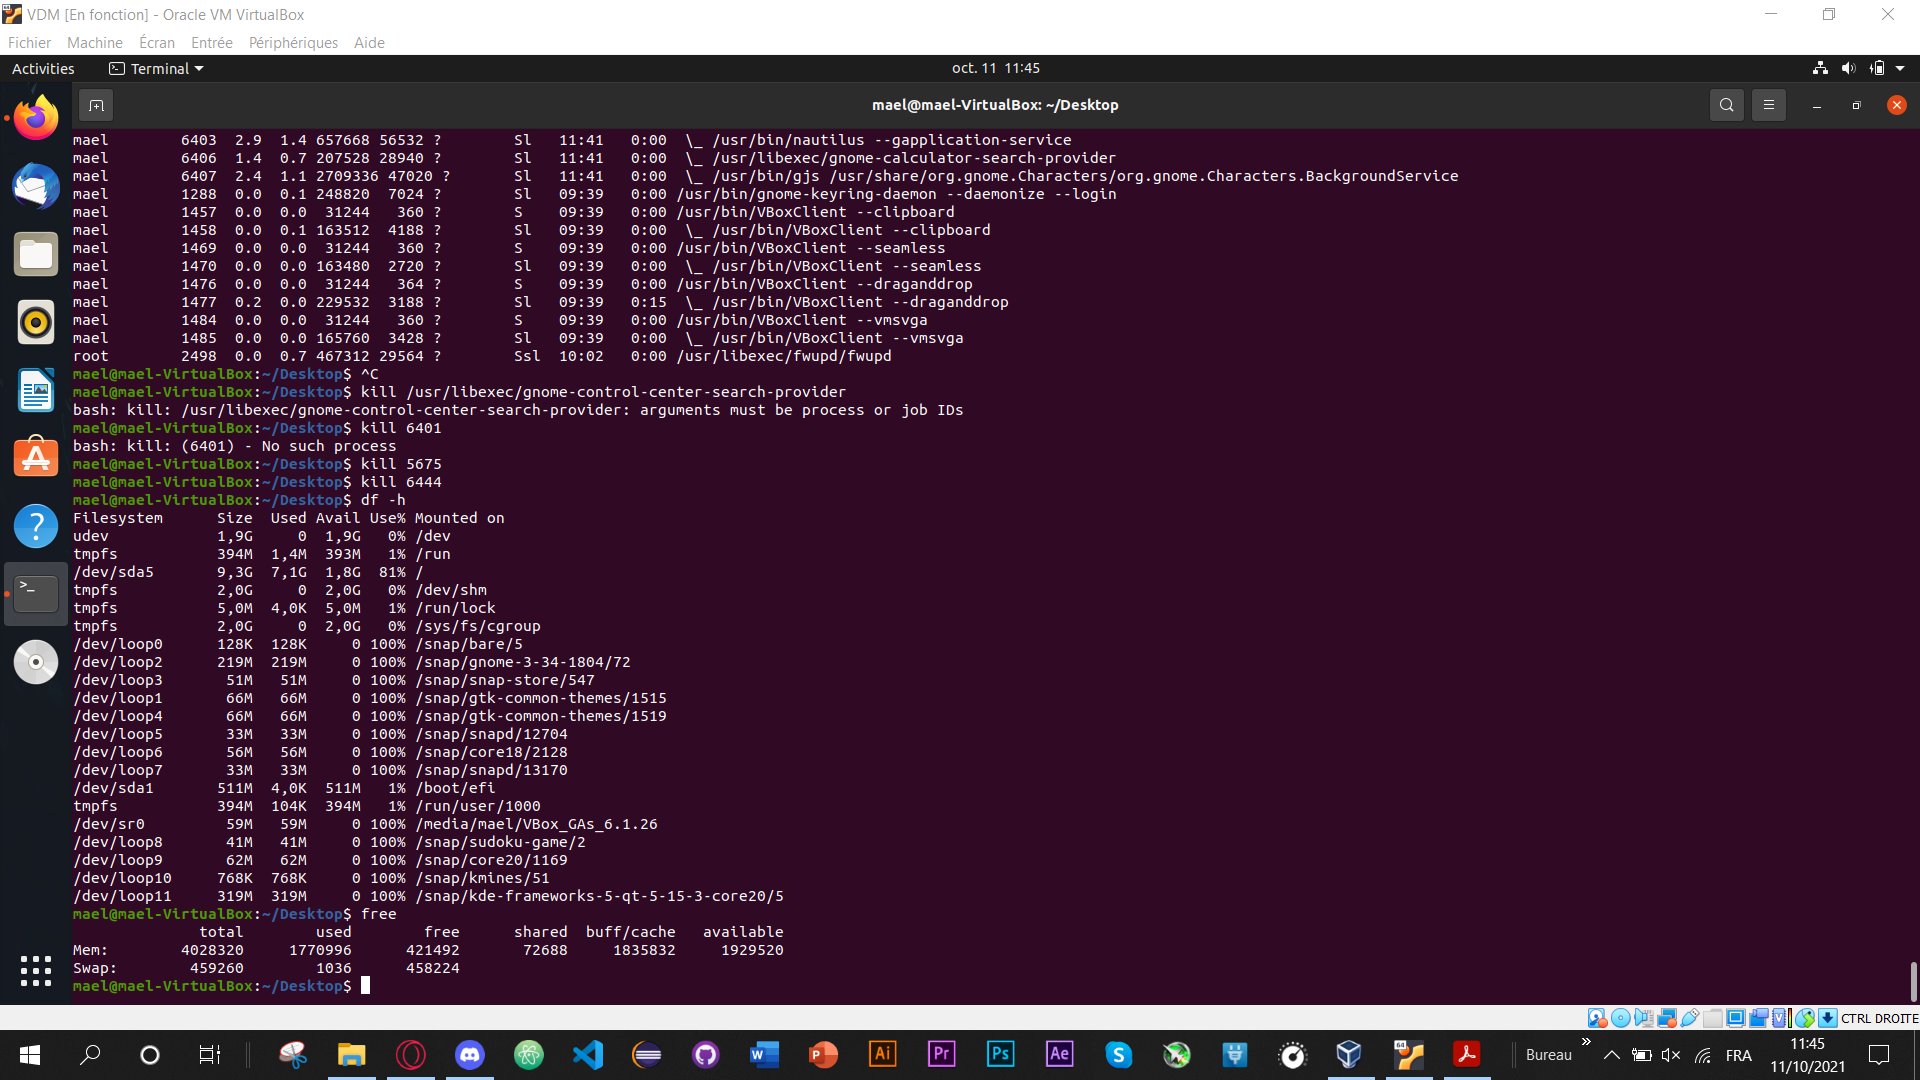 VDM [En fonction] - Oracle VM VirtualBox
Fichier Machine Écran Entrée Périphériques Aide
Activities Terminal oct. 11 11:45
mael@mael-VirtualBox: ~/Desktop
mael 6403 2.9 1.4 657668 56532 ? Sl 11:41 0:00 \_ /usr/bin/nautilus --gapplication-service
mael 6406 1.4 0.7 207528 28940 ? Sl 11:41 0:00 \_ /usr/libexec/gnome-calculator-search-provider
mael 6407 2.4 1.1 2709336 47020 ? Sl 11:41 0:00 \_ /usr/bin/gjs /usr/share/org.gnome.Characters/org.gnome.Characters.BackgroundService
mael 1288 0.0 0.1 248820 7024 ? Sl 09:39 0:00 /usr/bin/gnome-keyring-daemon --daemonize --login
mael 1457 0.0 0.0 31244 360 ? S 09:39 0:00 /usr/bin/VBoxClient --clipboard
mael 1458 0.0 0.1 163512 4188 ? Sl 09:39 0:00 \_ /usr/bin/VBoxClient --clipboard
mael 1469 0.0 0.0 31244 360 ? S 09:39 0:00 /usr/bin/VBoxClient --seamless
mael 1470 0.0 0.0 163480 2720 ? Sl 09:39 0:00 \_ /usr/bin/VBoxClient --seamless
mael 1476 0.0 0.0 31244 364 ? S 09:39 0:00 /usr/bin/VBoxClient --draganddrop
mael 1477 0.2 0.0 229532 3188 ? Sl 09:39 0:15 \_ /usr/bin/VBoxClient --draganddrop
mael 1484 0.0 0.0 31244 360 ? S 09:39 0:00 /usr/bin/VBoxClient --vmsvga
mael 1485 0.0 0.0 165760 3428 ? Sl 09:39 0:00 \_ /usr/bin/VBoxClient --vmsvga
root 2498 0.0 0.7 467312 29564 ? Ssl 10:02 0:00 /usr/libexec/fwupd/fwupd
mael@mael-VirtualBox:~/Desktop$ ^C
mael@mael-VirtualBox:~/Desktop$ kill /usr/libexec/gnome-control-center-search-provider
bash: kill: /usr/libexec/gnome-control-center-search-provider: arguments must be process or job IDs
mael@mael-VirtualBox:~/Desktop$ kill 6401
bash: kill: (6401) - No such process
mael@mael-VirtualBox:~/Desktop$ kill 5675
mael@mael-VirtualBox:~/Desktop$ kill 6444
mael@mael-VirtualBox:~/Desktop$ df -h
Filesystem Size Used Avail Use% Mounted on
udev 1,9G 0 1,9G 0% /dev
tmpfs 394M 1,4M 393M 1% /run
/dev/sda5 9,3G 7,1G 1,8G 81% /
tmpfs 2,0G 0 2,0G 0% /dev/shm
tmpfs 5,0M 4,0K 5,0M 1% /run/lock
tmpfs 2,0G 0 2,0G 0% /sys/fs/cgroup
/dev/loop0 128K 128K 0 100% /snap/bare/5
/dev/loop2 219M 219M 0 100% /snap/gnome-3-34-1804/72
/dev/loop3 51M 51M 0 100% /snap/snap-store/547
/dev/loop1 66M 66M 0 100% /snap/gtk-common-themes/1515
/dev/loop4 66M 66M 0 100% /snap/gtk-common-themes/1519
/dev/loop5 33M 33M 0 100% /snap/snapd/12704
/dev/loop6 56M 56M 0 100% /snap/core18/2128
/dev/loop7 33M 33M 0 100% /snap/snapd/13170
/dev/sda1 511M 4,0K 511M 1% /boot/efi
tmpfs 394M 104K 394M 1% /run/user/1000
/dev/sr0 59M 59M 0 100% /media/mael/VBox_GAs_6.1.26
/dev/loop8 41M 41M 0 100% /snap/sudoku-game/2
/dev/loop9 62M 62M 0 100% /snap/core20/1169
/dev/loop10 768K 768K 0 100% /snap/kmines/51
/dev/loop11 319M 319M 0 100% /snap/kde-frameworks-5-qt-5-15-3-core20/5
mael@mael-VirtualBox:~/Desktop$ free
total used free shared buff/cache available
Mem: 4028320 1770996 421492 72688 1835832 1929520
Swap: 459260 1036 458224
mael@mael-VirtualBox:~/Desktop$
CTRL DROITE
Ai Pr Ps Ae
Bureau FRA 11:45
11/10/2021